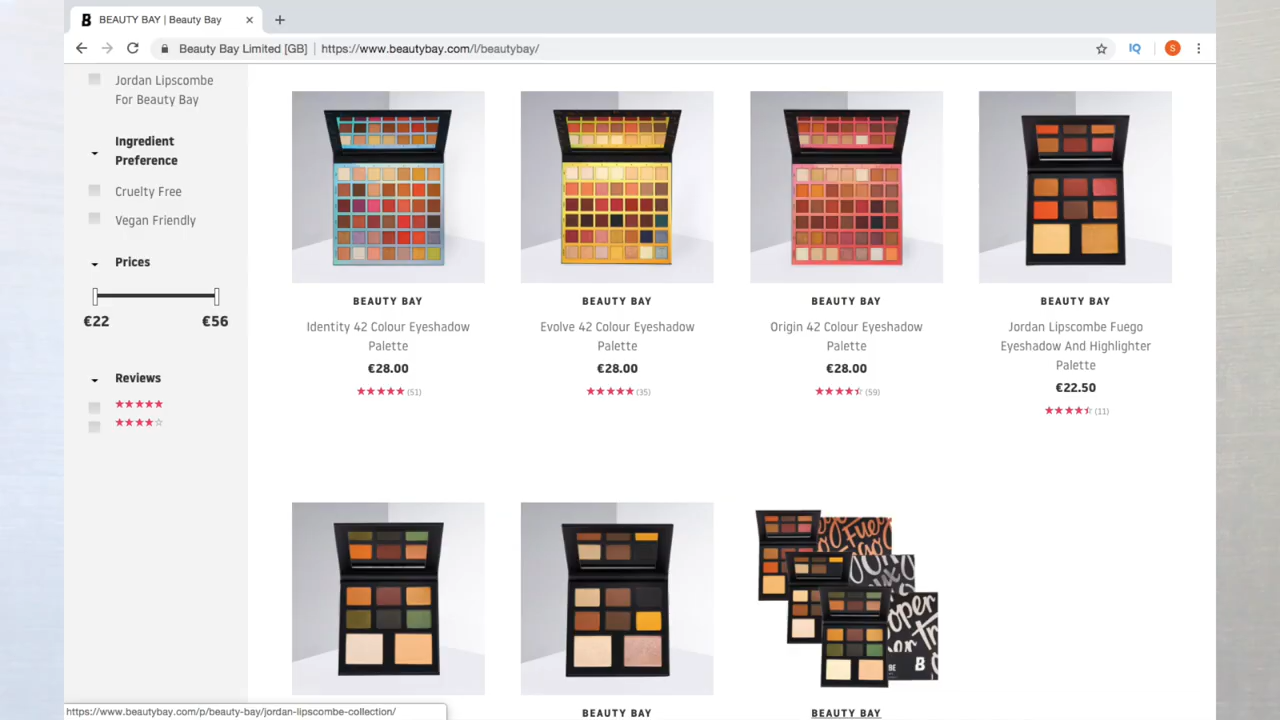 BEAUTY BAY | Beauty Bay
Beauty Bay Limited [GB]
https://www.beautybay.com/l/beautybay/
IQ
S
Jordan Lipscombe
For Beauty Bay
Ingredient
Preference
Cruelty Free
Vegan Friendly
Prices
€22 €56
Reviews
BEAUTY BAY
Identity 42 Colour Eyeshadow
Palette
€28.00
(51)
BEAUTY BAY
Evolve 42 Colour Eyeshadow
Palette
€28.00
(35)
BEAUTY BAY
Origin 42 Colour Eyeshadow
Palette
€28.00
(59)
BEAUTY BAY
Jordan Lipscombe Fuego
Eyeshadow And Highlighter
Palette
€22.50
(11)
Fuego
B
BEAUTY BAY
BEAUTY BAY
https://www.beautybay.com/p/beauty-bay/jordan-lipscombe-collection/